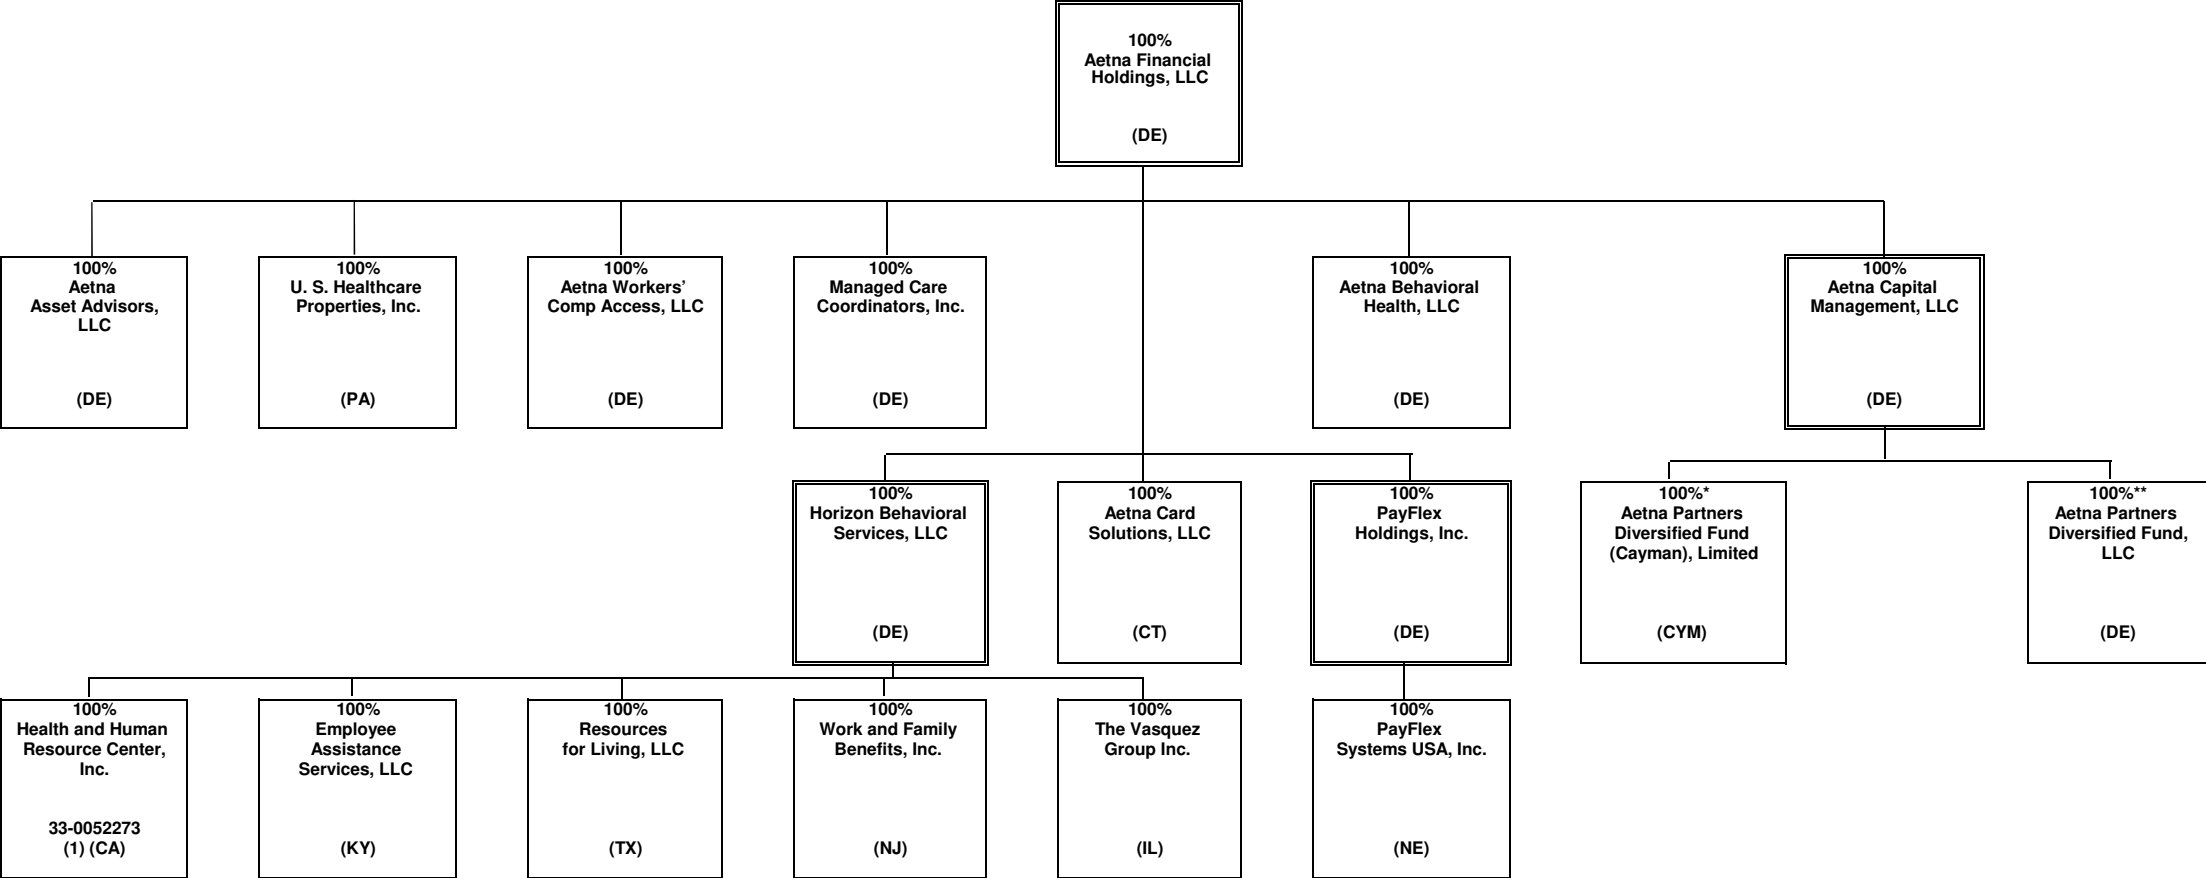 100%
Aetna Financial
Holdings, LLC
(DE)
100%
Aetna
Asset Advisors,
LLC
(DE)
100%
U. S. Healthcare
Properties, Inc.
(PA)
100%
Aetna Workers’
Comp Access, LLC
(DE)
100%
Managed Care
Coordinators, Inc.
(DE)
100%
Aetna Behavioral
Health, LLC
(DE)
100%
Aetna Capital
Management, LLC
(DE)
100%
Horizon Behavioral
Services, LLC
(DE)
100%
Aetna Card
Solutions, LLC
(CT)
100%
PayFlex
Holdings, Inc.
(DE)
100%*
Aetna Partners
Diversified Fund
(Cayman), Limited
(CYM)
100%**
Aetna Partners
Diversified Fund,
LLC
(DE)
100%
Health and Human
Resource Center,
Inc.
33-0052273
(1) (CA)
100%
Employee
Assistance
Services, LLC
(KY)
100%
Resources
for Living, LLC
(TX)
100%
Work and Family
Benefits, Inc.
(NJ)
100%
The Vasquez
Group Inc.
(IL)
100%
PayFlex
Systems USA, Inc.
(NE)